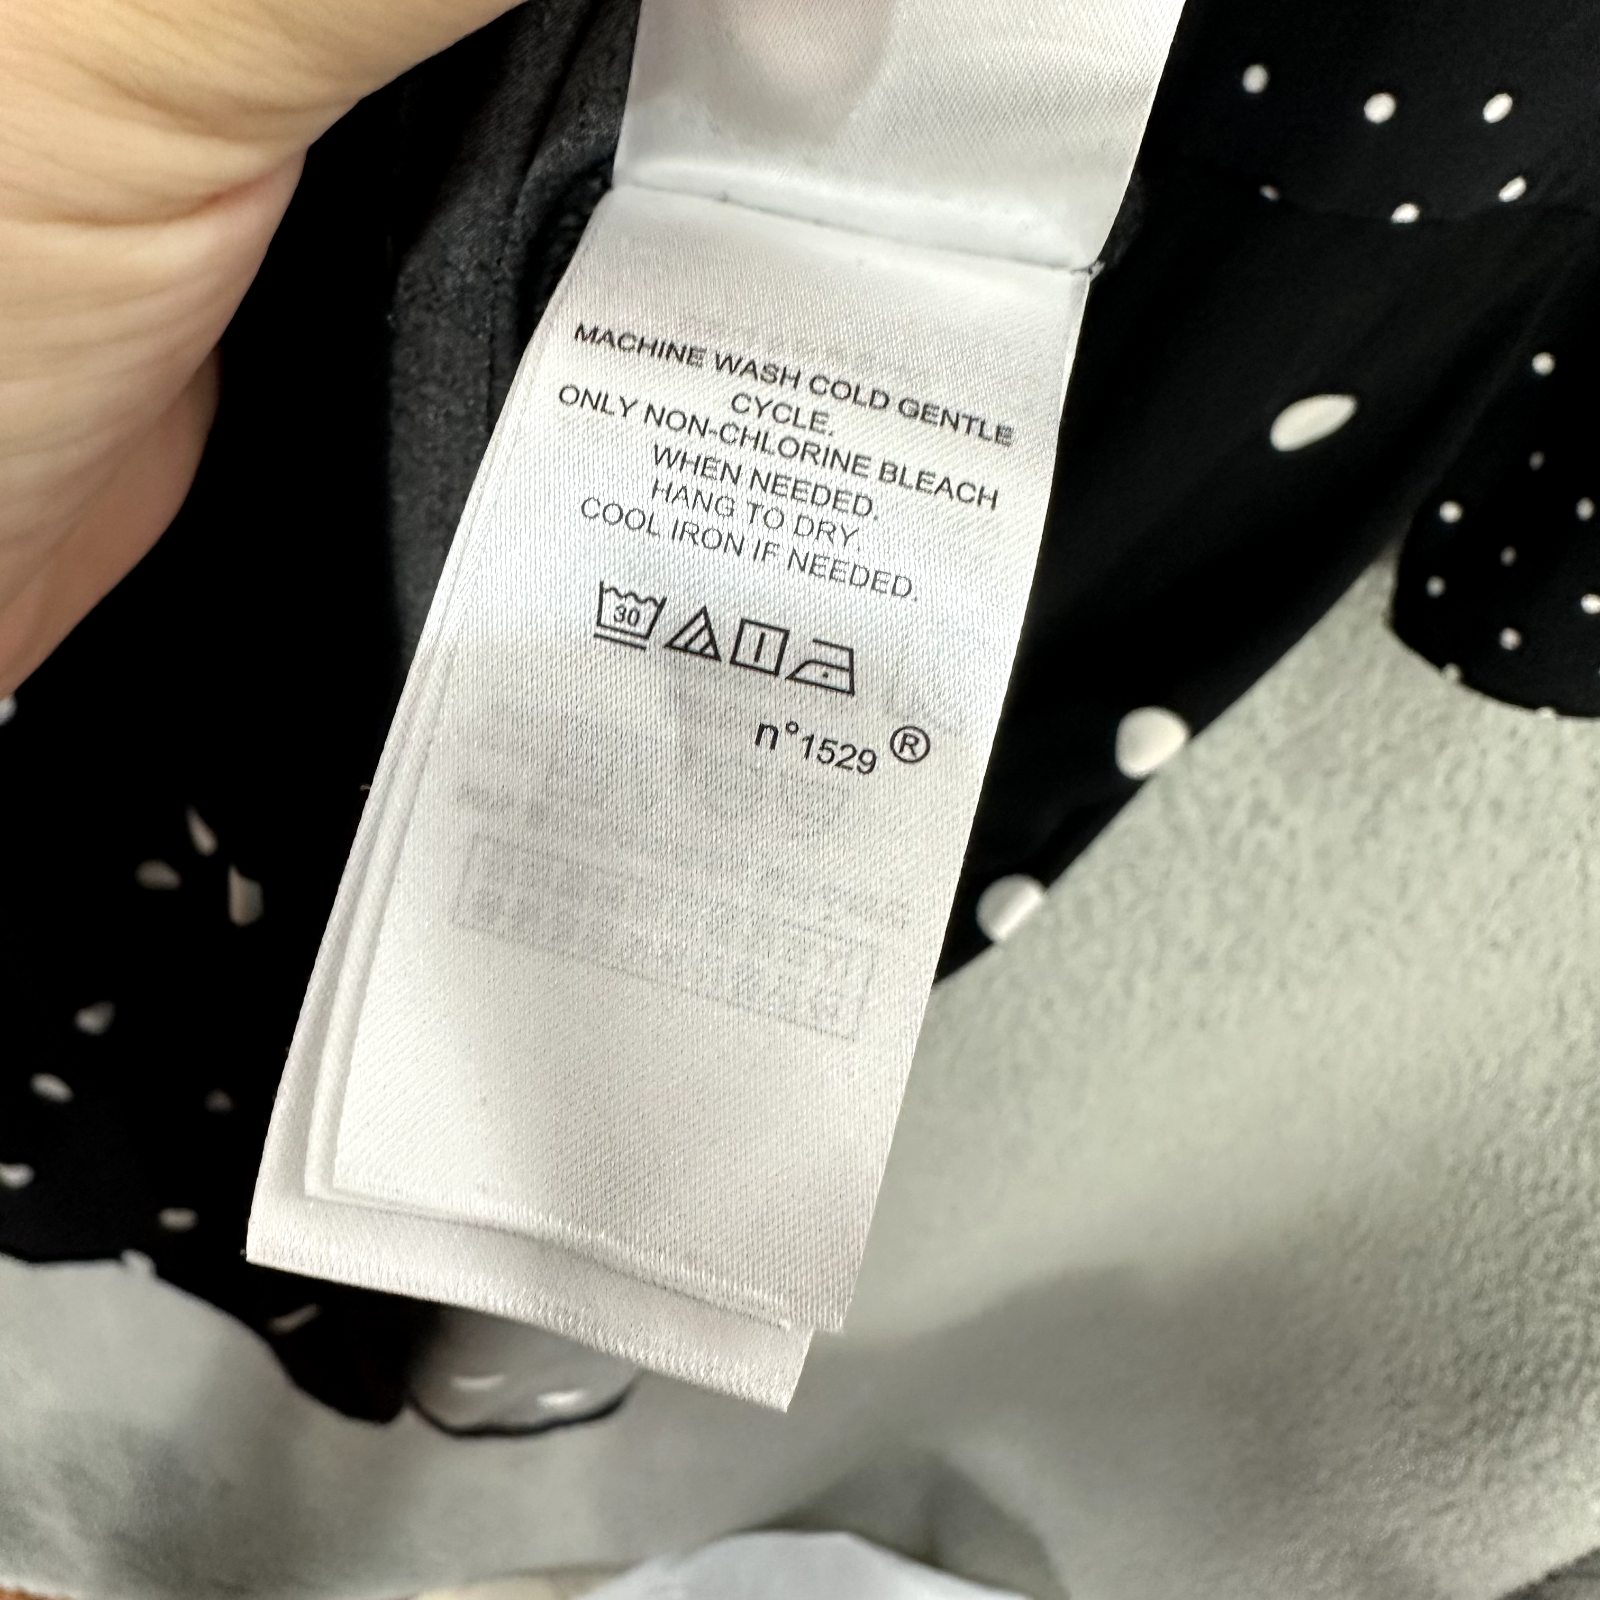 MACHINE WASH COLD GENTLE
CYCLE.
ONLY NON-CHLORINE BLEACH
WHEN NEEDED.
HANG TO DRY.
COOL IRON IF NEEDED.
30
n°1529 ®